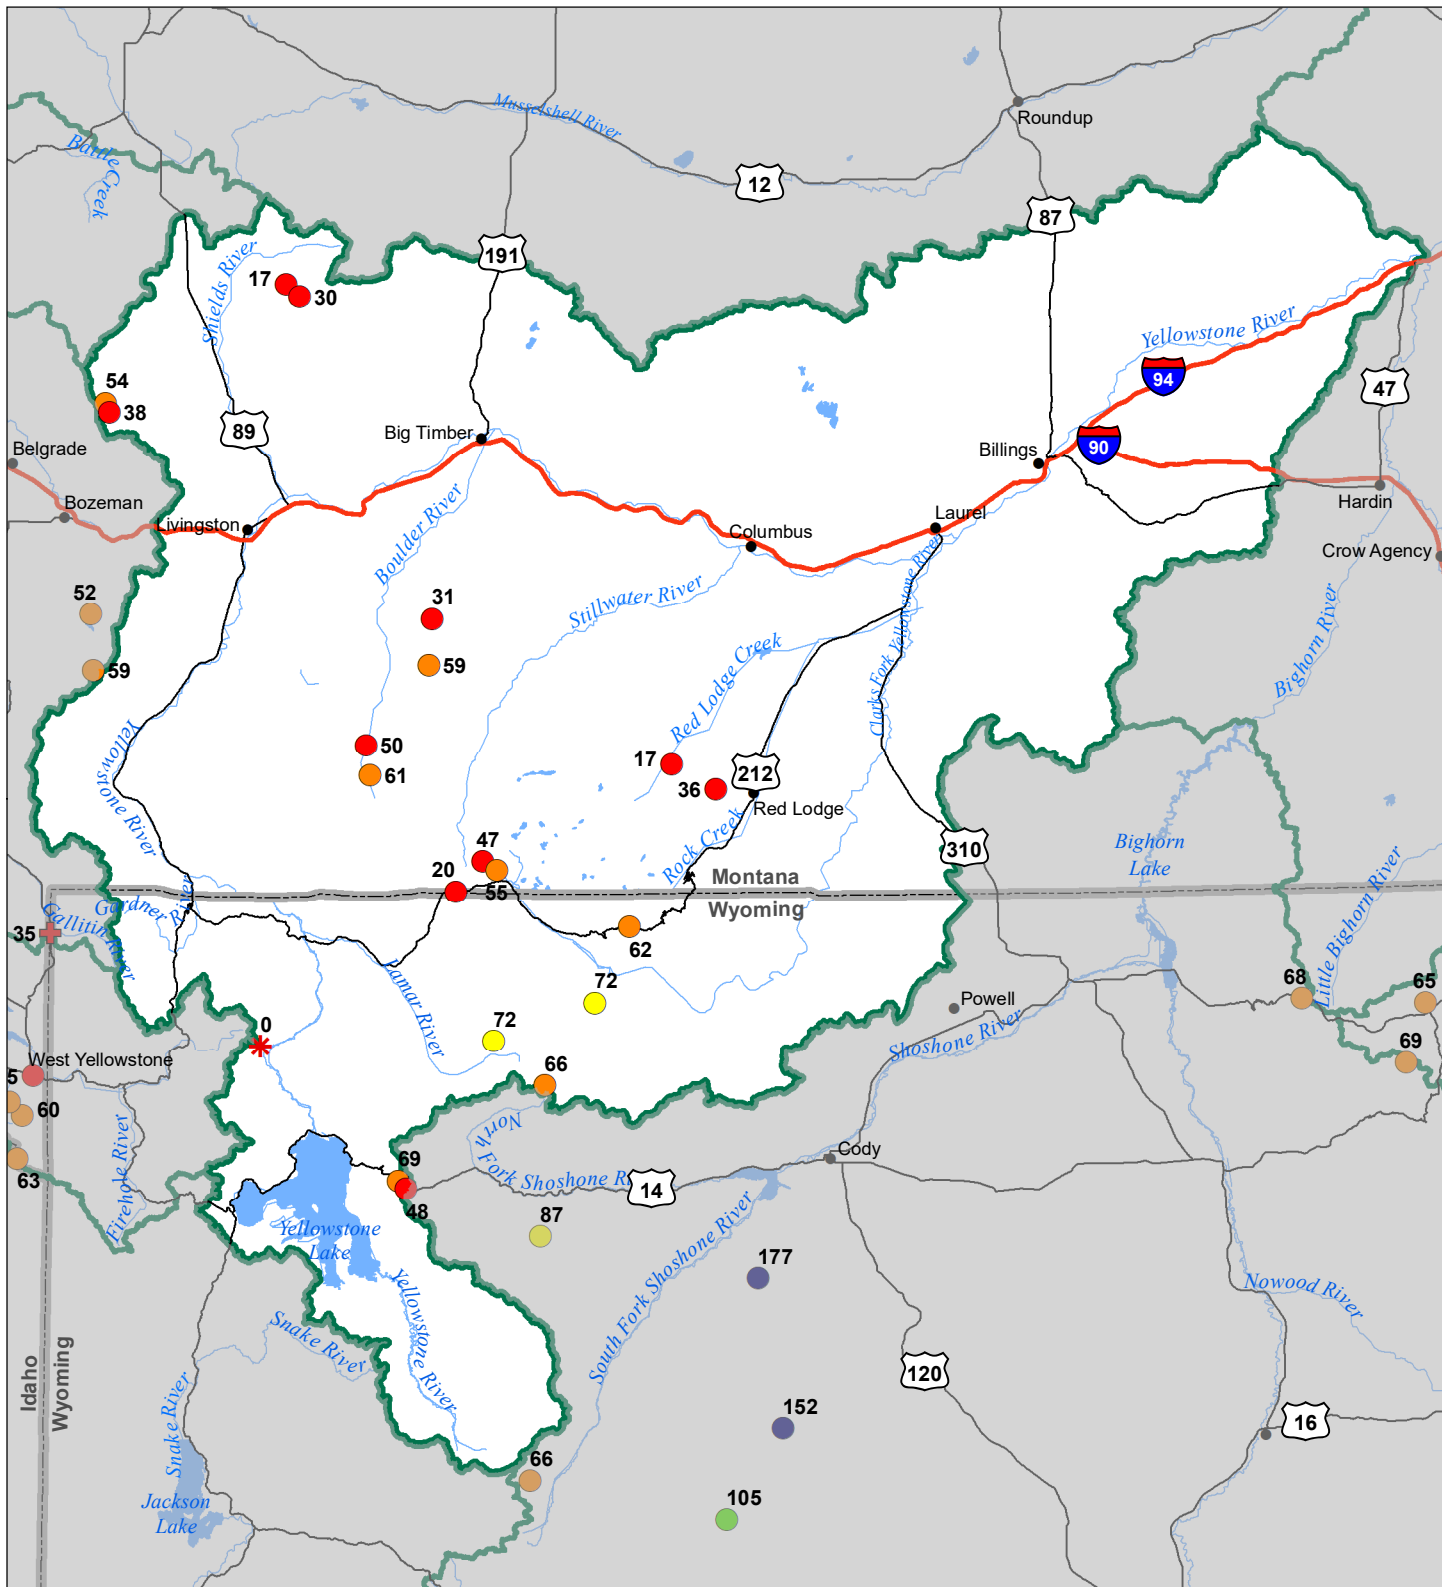 Musselshell River
Roundup
12
Battle Creek
87
191
Shields River
17
30
Yellowstone River
94
47
54
38
89
Big Timber
90
Billings
Belgrade
Hardin
Bozeman
Livingston
Laurel
Columbus
Crow Agency
Boulder River
Stillwater River
Clarks Fork Yellowstone River
52
31
59
59
Red Lodge Creek
Bighorn River
Yellowstone River
50
61
17
36
212
Red Lodge
Rock Creek
310
Bighorn
Lake
47
20
55
Montana
Wyoming
Gardner River
Gallitin River
35
Little Bighorn River
62
Lamar River
72
72
68
65
69
Powell
Shoshone River
0
West Yellowstone
5
60
63
Firehole River
66
North
Fork Shoshone R
Cody
69
48
14
Yellowstone
Lake
87
177
South Fork Shoshone River
Nowood River
Yellowstone River
Snake River
Snake River
Idaho
Wyoming
120
152
16
66
105
Jackson
Lake